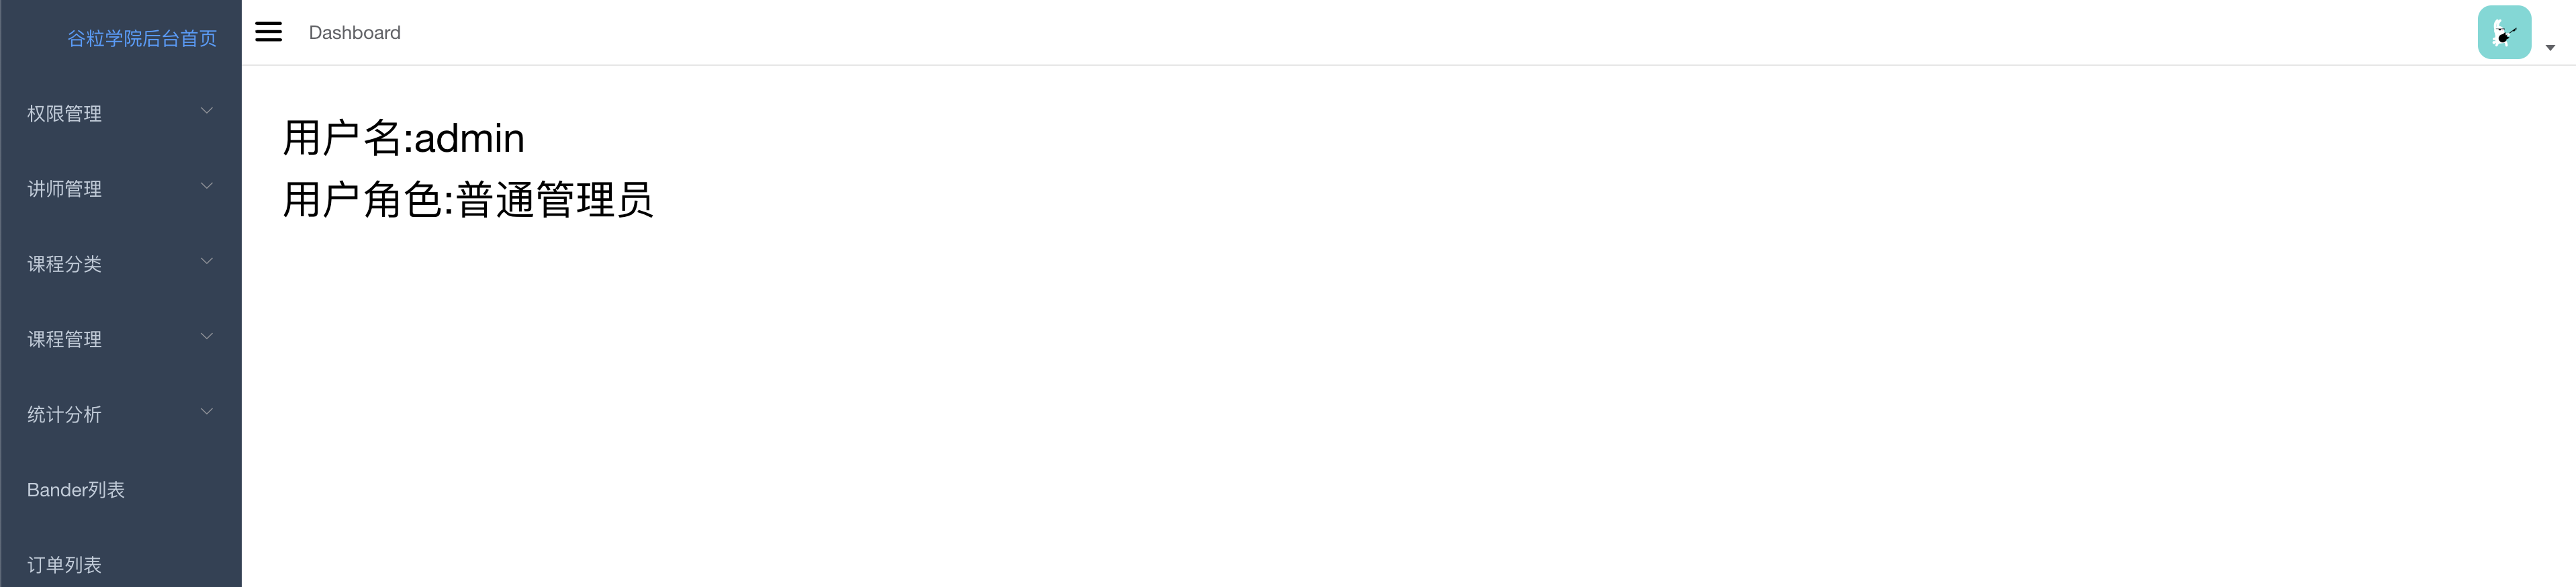 谷粒学院后台首页
权限管理
讲师管理
课程分类
课程管理
统计分析
Bander列表
订单列表
Dashboard
用户名:admin
用户角色:普通管理员